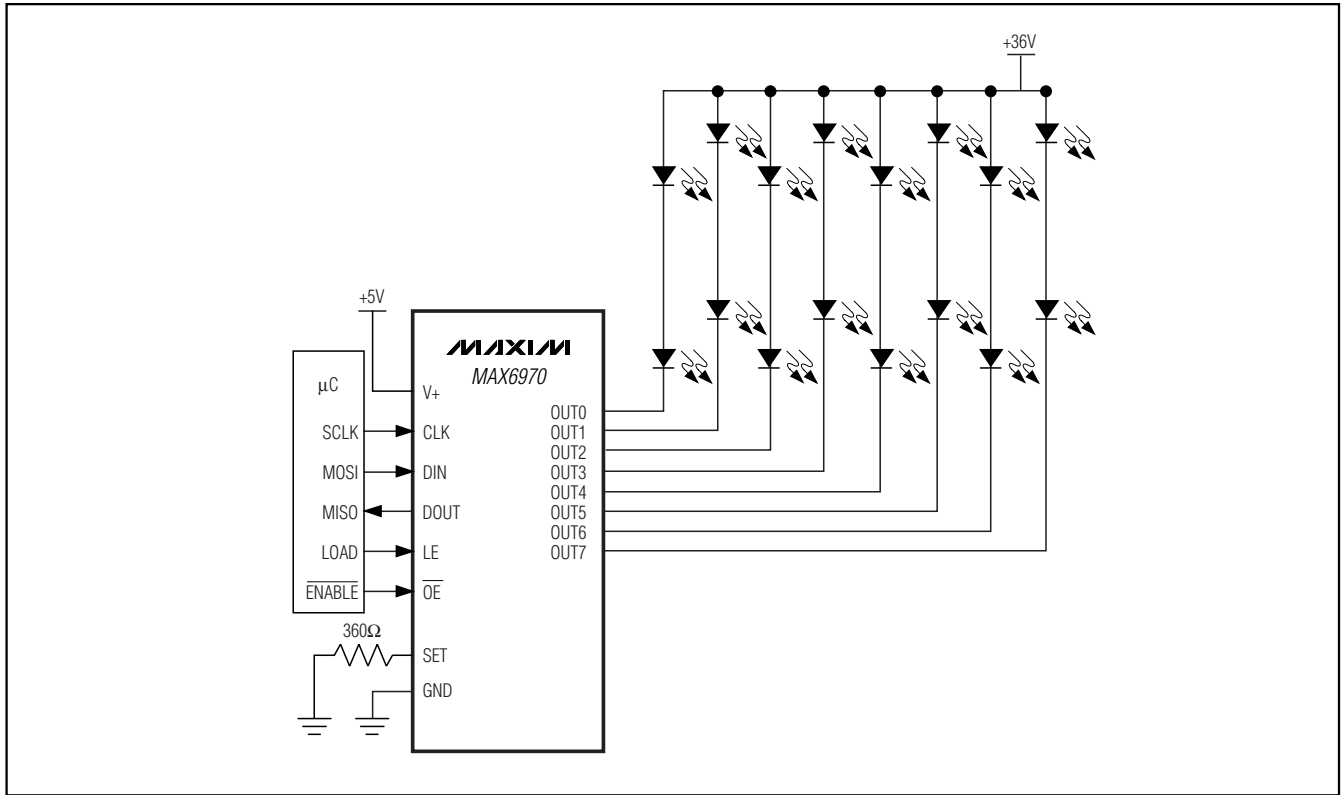 +36V
+5V
MAXIM
MAX6970
µC
V+
SCLK
CLK
MOSI
DIN
MISO
DOUT
LOAD
LE
ENABLE
OE
360Ω
SET
GND
OUT0
OUT1
OUT2
OUT3
OUT4
OUT5
OUT6
OUT7